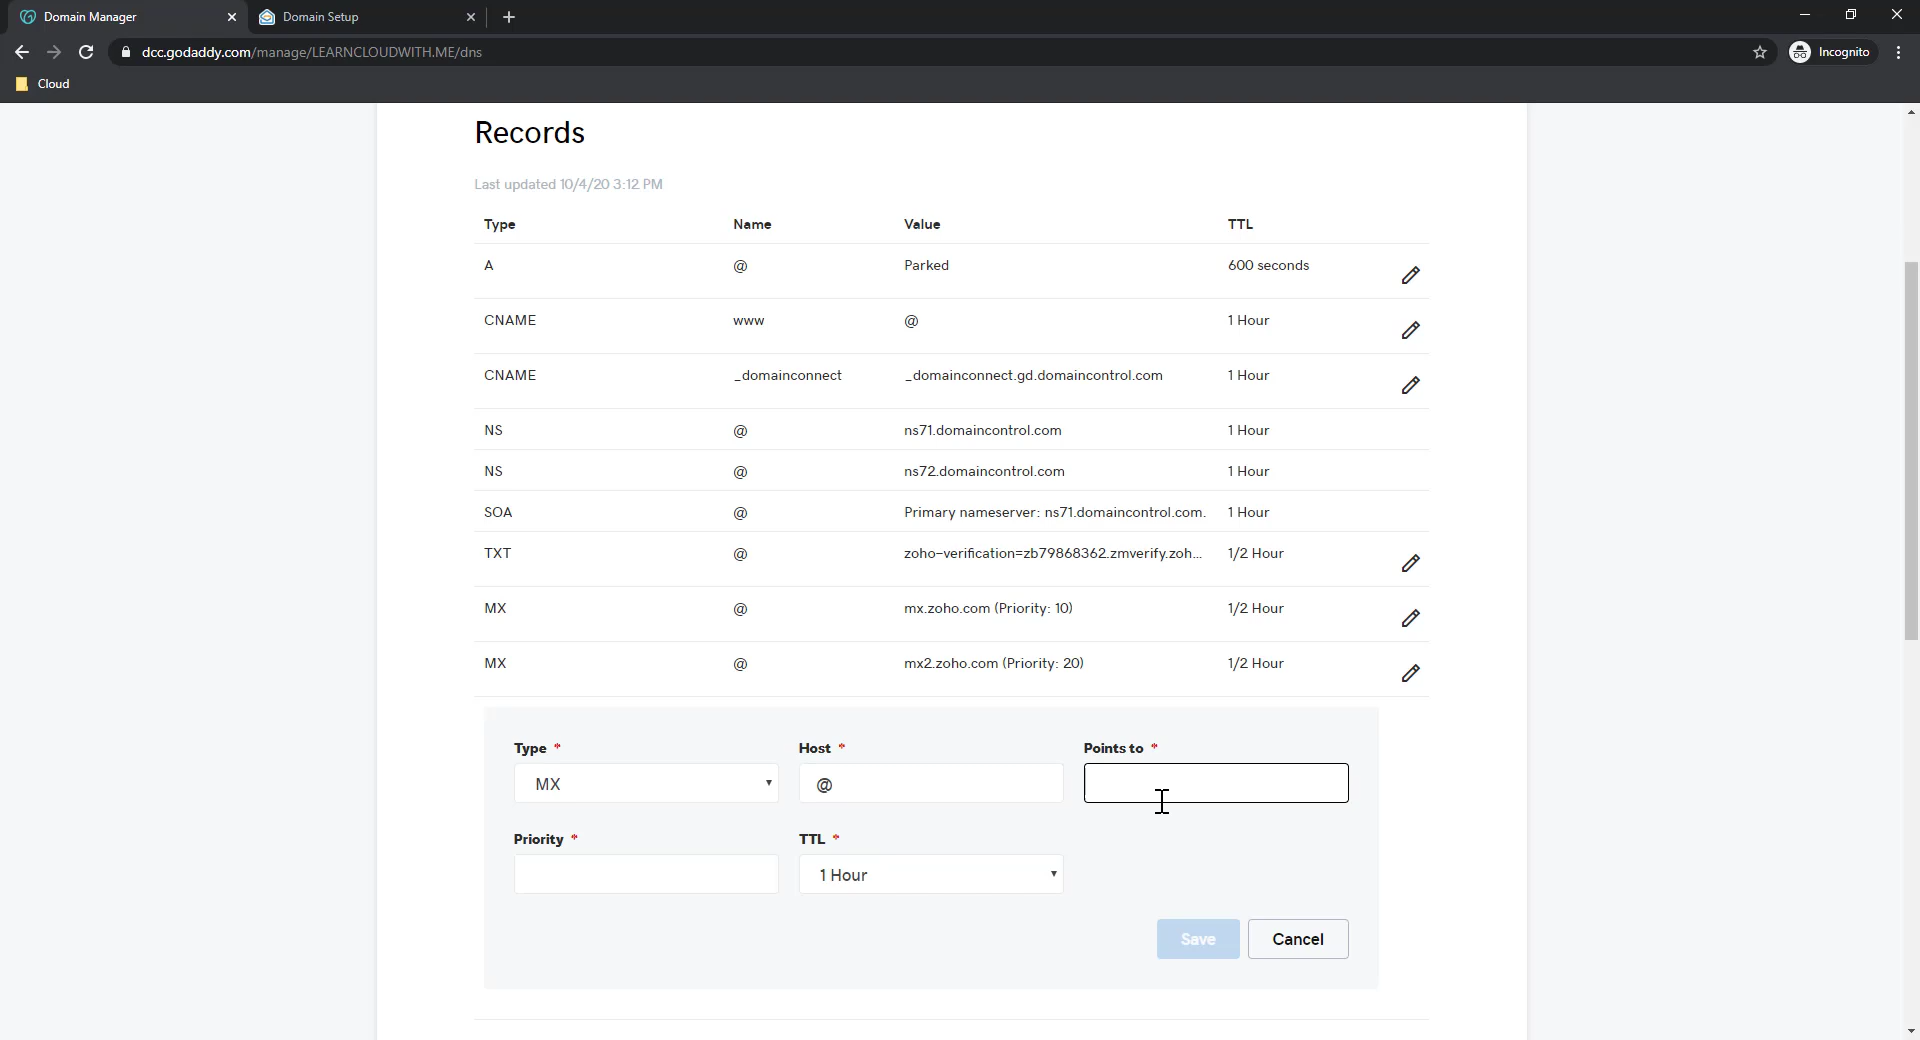 Domain Manager
Domain Setup
dcc.godaddy.com/manage/LEARNCLOUDWITH.ME/dns
Incognito
Cloud
Records
Last updated 10/4/20 3:12 PM
Type Name Value TTL
A @ Parked 600 seconds
CNAME www @ 1 Hour
CNAME _domainconnect _domainconnect.gd.domaincontrol.com 1 Hour
NS @ ns71.domaincontrol.com 1 Hour
NS @ ns72.domaincontrol.com 1 Hour
SOA @ Primary nameserver: ns71.domaincontrol.com. 1 Hour
TXT @ zoho-verification=zb79868362.zmverify.zoh... 1/2 Hour
MX @ mx.zoho.com (Priority: 10) 1/2 Hour
MX @ mx2.zoho.com (Priority: 20) 1/2 Hour
Type * Host * Points to *
MX @
Priority * TTL *
1 Hour
Save Cancel